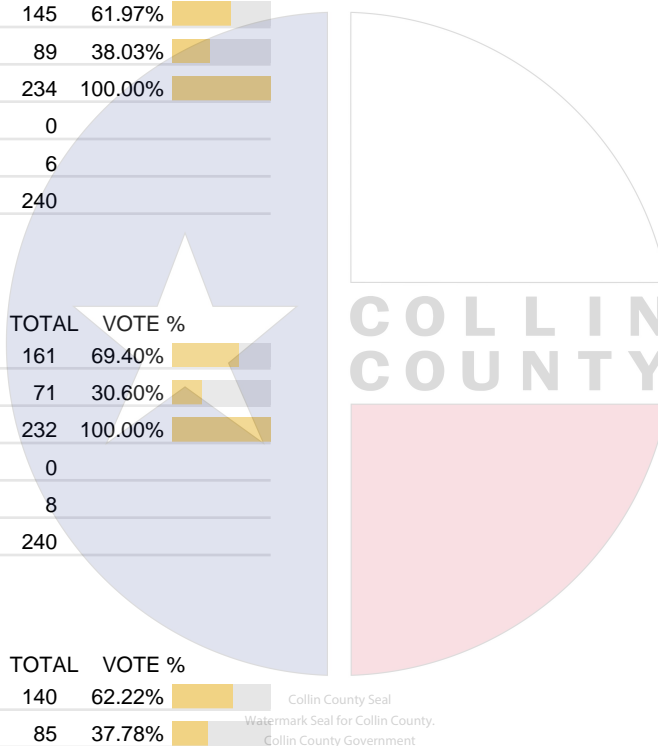 145 61.97%
89 38.03%
234 100.00%
0
6
240
TOTAL VOTE %
161 69.40%
71 30.60%
232 100.00%
0
8
240
COLLIN
COUNTY
TOTAL VOTE %
140 62.22%
85 37.78%
Collin County Seal
Watermark Seal for Collin County.
Collin County Government